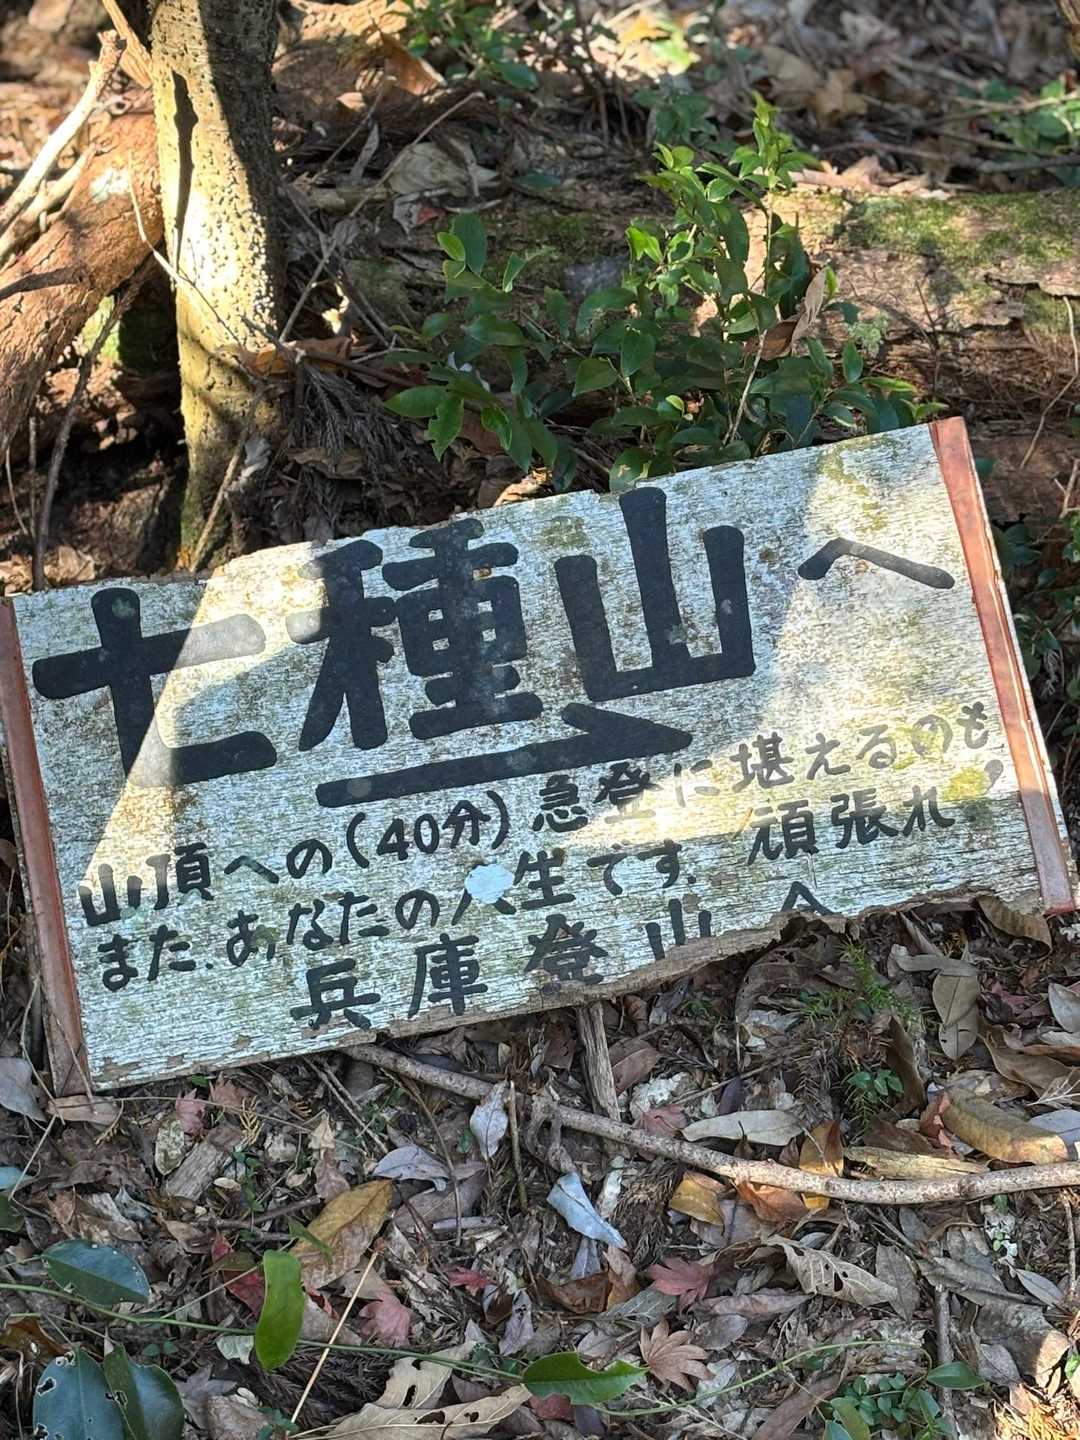 七種山へ
山頂への(40分)急登に堪えるのも,
また.あなたの人生です. 頑張れ
兵庫登山会